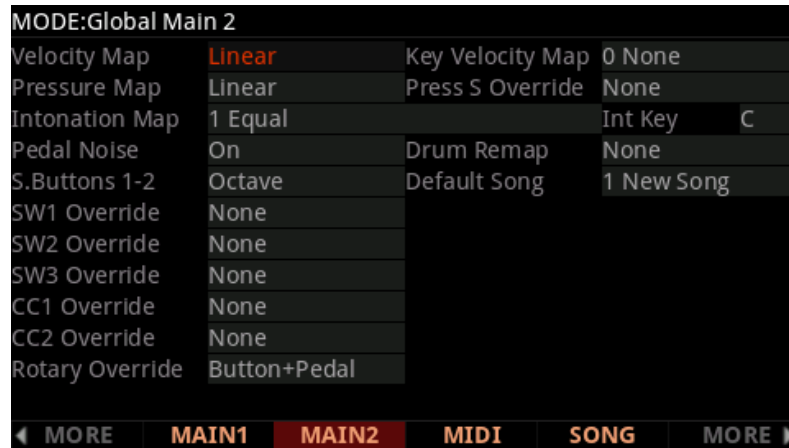 MODE:Global Main 2
Velocity Map Linear Key Velocity Map 0 None
Pressure Map Linear Press S Override None
Intonation Map 1 Equal Int Key C
Pedal Noise On Drum Remap None
S.Buttons 1-2 Octave Default Song 1 New Song
SW1 Override None
SW2 Override None
SW3 Override None
CC1 Override None
CC2 Override None
Rotary Override Button+Pedal
MORE MAIN1 MAIN2 MIDI SONG MORE